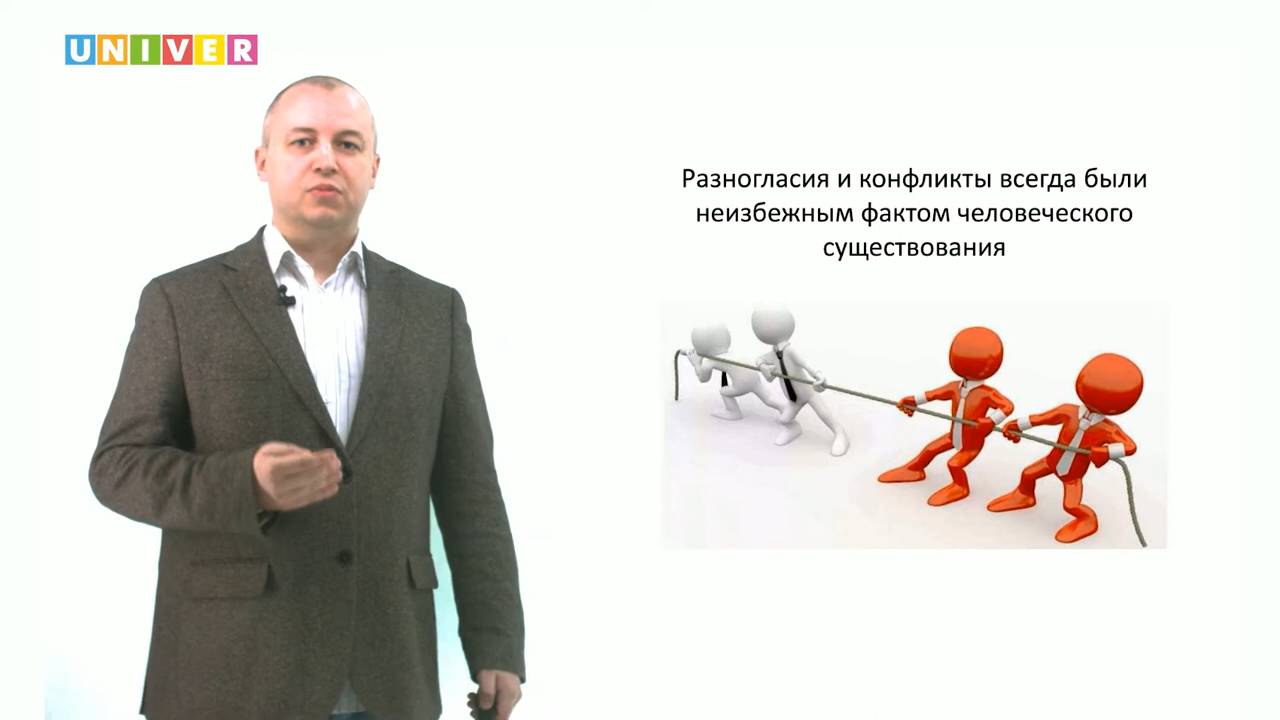 UNIVER
Разногласия и конфликты всегда были
неизбежным фактом человеческого
существования